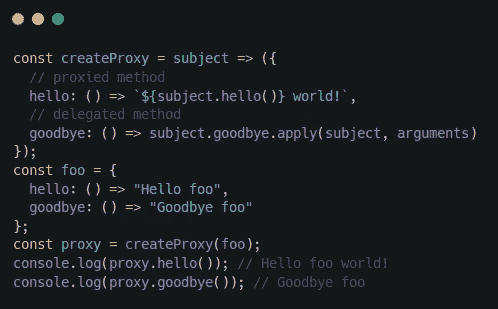 const createProxy = subject => ({
  // proxied method
  hello: () => `${subject.hello()} world!`,
  // delegated method
  goodbye: () => subject.goodbye.apply(subject, arguments)
});
const foo = {
  hello: () => "Hello foo",
  goodbye: () => "Goodbye foo"
};
const proxy = createProxy(foo);
console.log(proxy.hello()); // Hello foo world!
console.log(proxy.goodbye()); // Goodbye foo